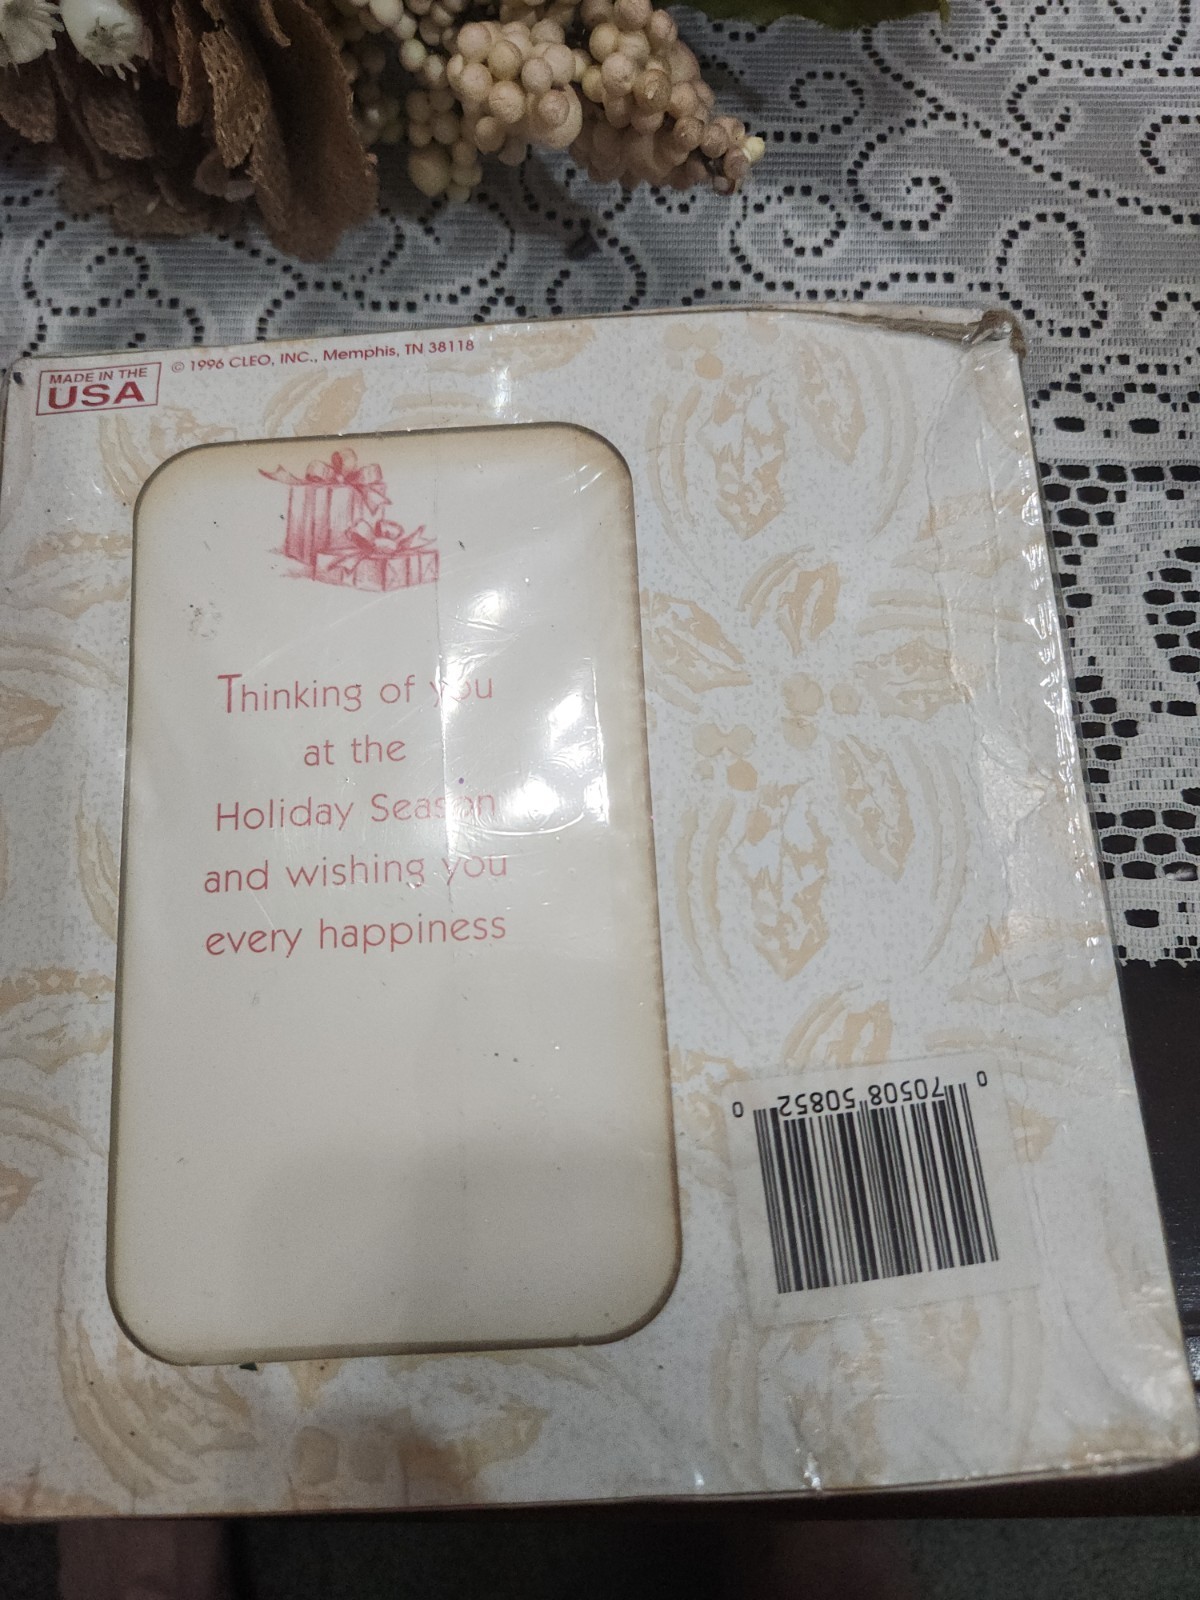 MADE IN THE
USA
© 1996 CLEO, INC., Memphis, TN 38118
Thinking of you
at the
Holiday Season
and wishing you
every happiness
0 70508 50852 0